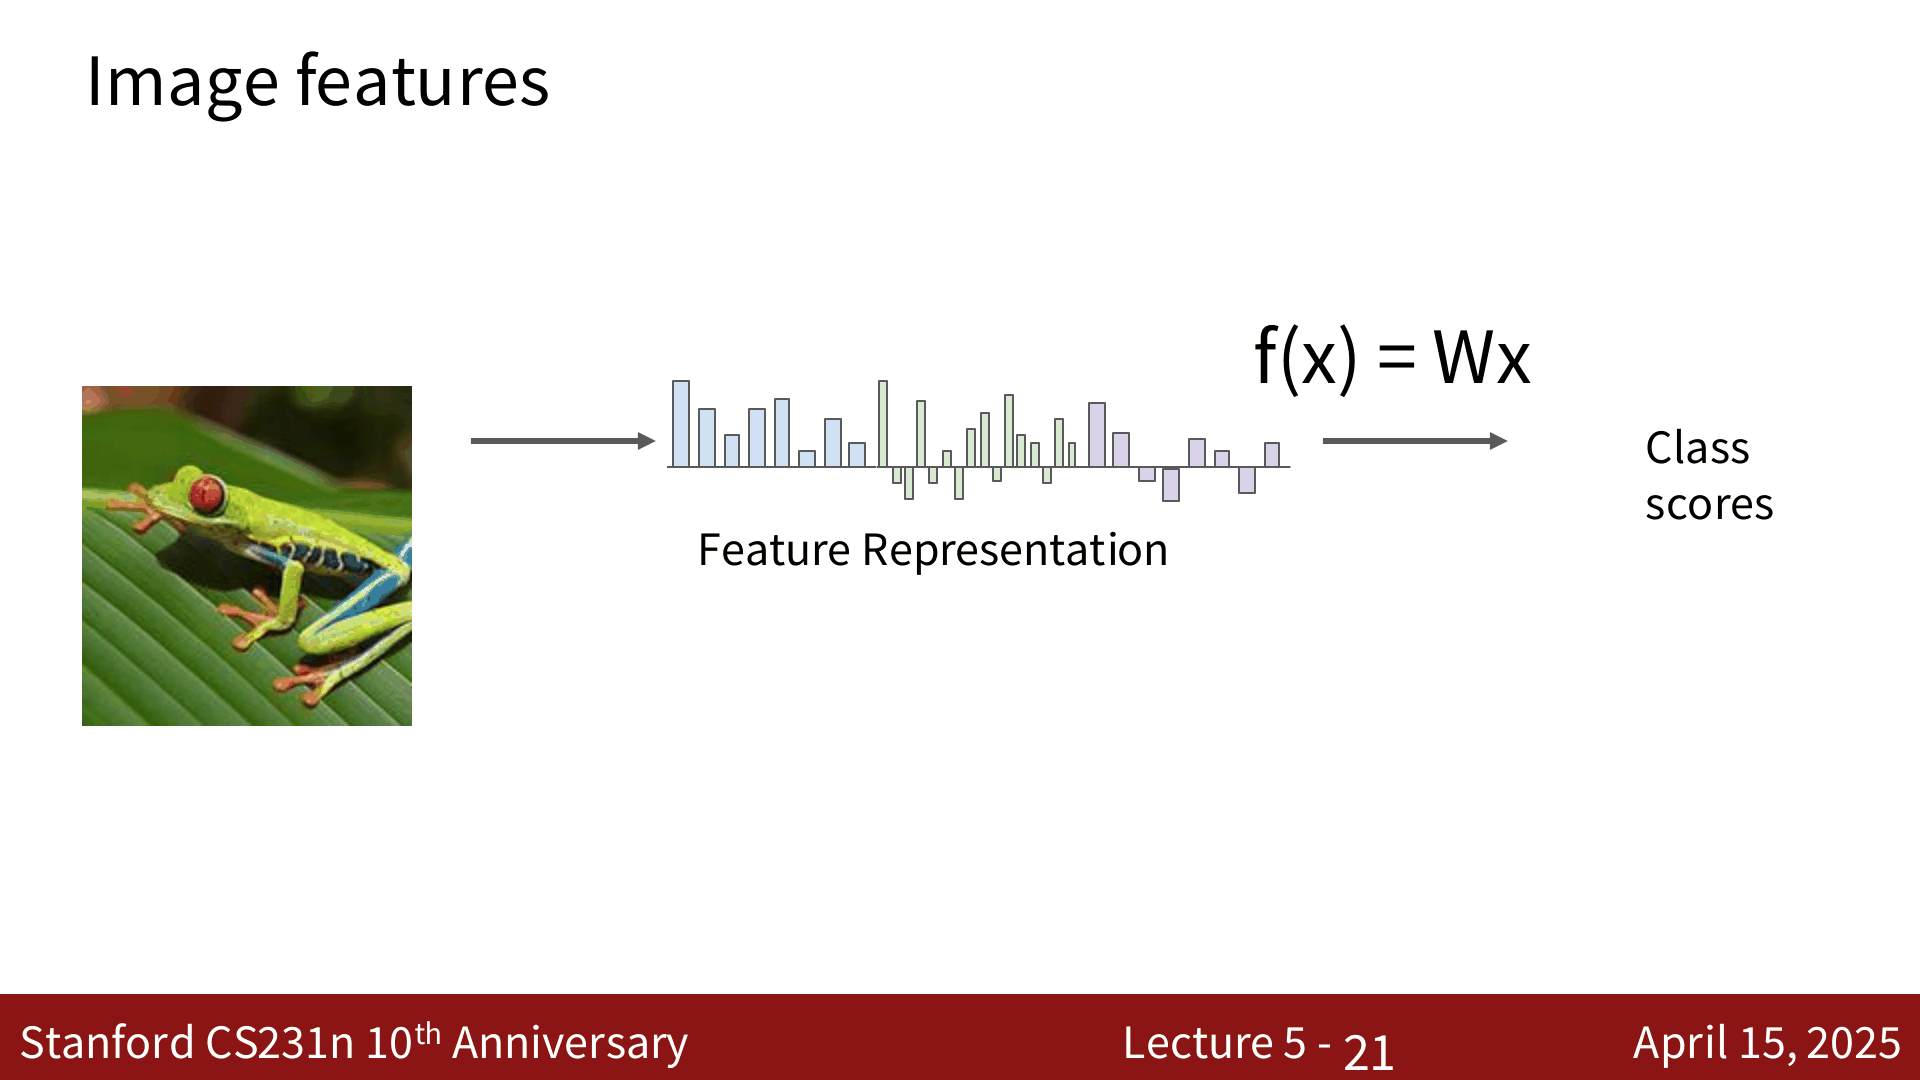 Image features
f(x) = Wx
Class
scores
Feature Representation
Stanford CS231n 10th Anniversary
Lecture 5 - 21
April 15, 2025